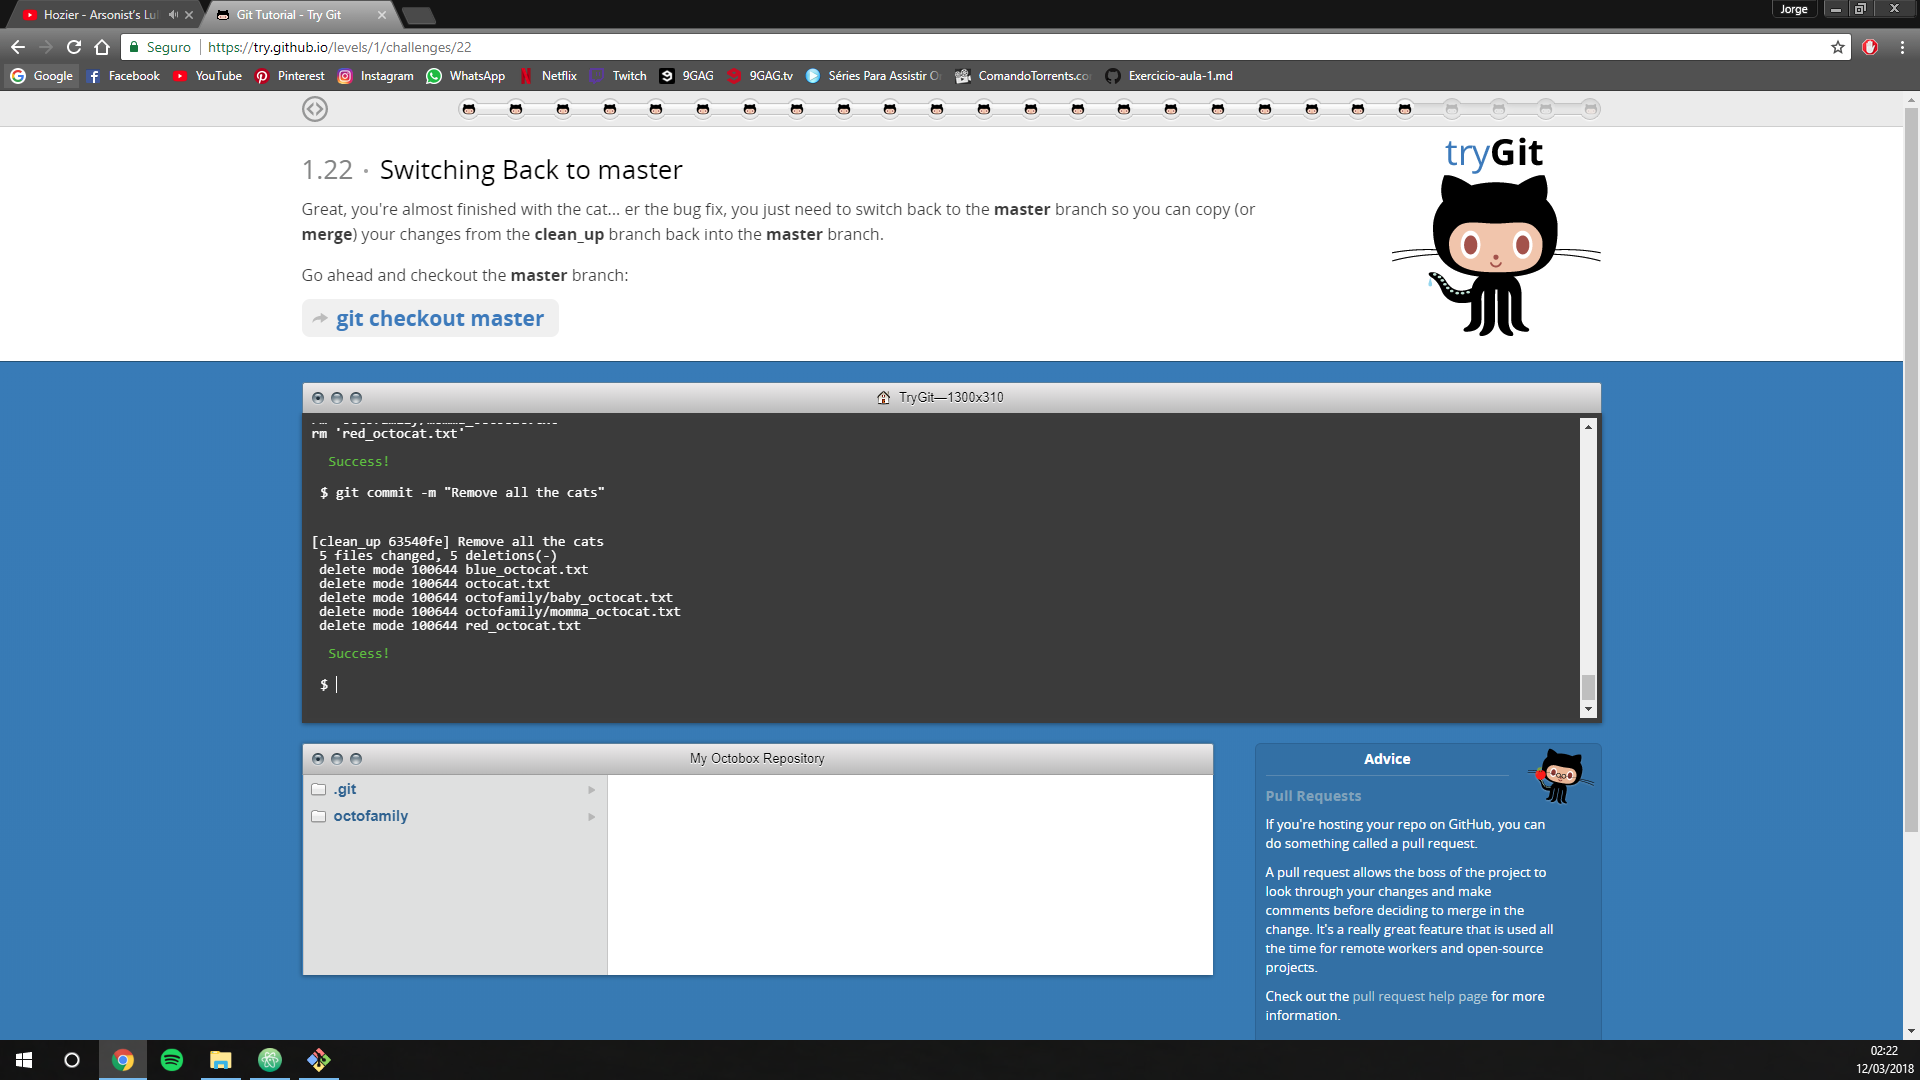 Hozier - Arsonist's Lul
Git Tutorial - Try Git
Jorge
Seguro
https://try.github.io/levels/1/challenges/22
Google
Facebook
YouTube
Pinterest
Instagram
WhatsApp
Netflix
Twitch
9GAG
9GAG.tv
Séries Para Assistir On
ComandoTorrents.co
Exercicio-aula-1.md
1.22 · Switching Back to master
tryGit
Great, you're almost finished with the cat... er the bug fix, you just need to switch back to the master branch so you can copy (or
merge) your changes from the clean_up branch back into the master branch.
Go ahead and checkout the master branch:
git checkout master
TryGit—1300x310
rm 'red_octocat.txt'
Success!
$ git commit -m "Remove all the cats"
[clean_up 63540fe] Remove all the cats
5 files changed, 5 deletions(-)
delete mode 100644 blue_octocat.txt
delete mode 100644 octocat.txt
delete mode 100644 octofamily/baby_octocat.txt
delete mode 100644 octofamily/momma_octocat.txt
delete mode 100644 red_octocat.txt
Success!
$
My Octobox Repository
.git
octofamily
Advice
Pull Requests
If you're hosting your repo on GitHub, you can
do something called a pull request.
A pull request allows the boss of the project to
look through your changes and make
comments before deciding to merge in the
change. It's a really great feature that is used all
the time for remote workers and open-source
projects.
Check out the pull request help page for more
information.
02:22
12/03/2018